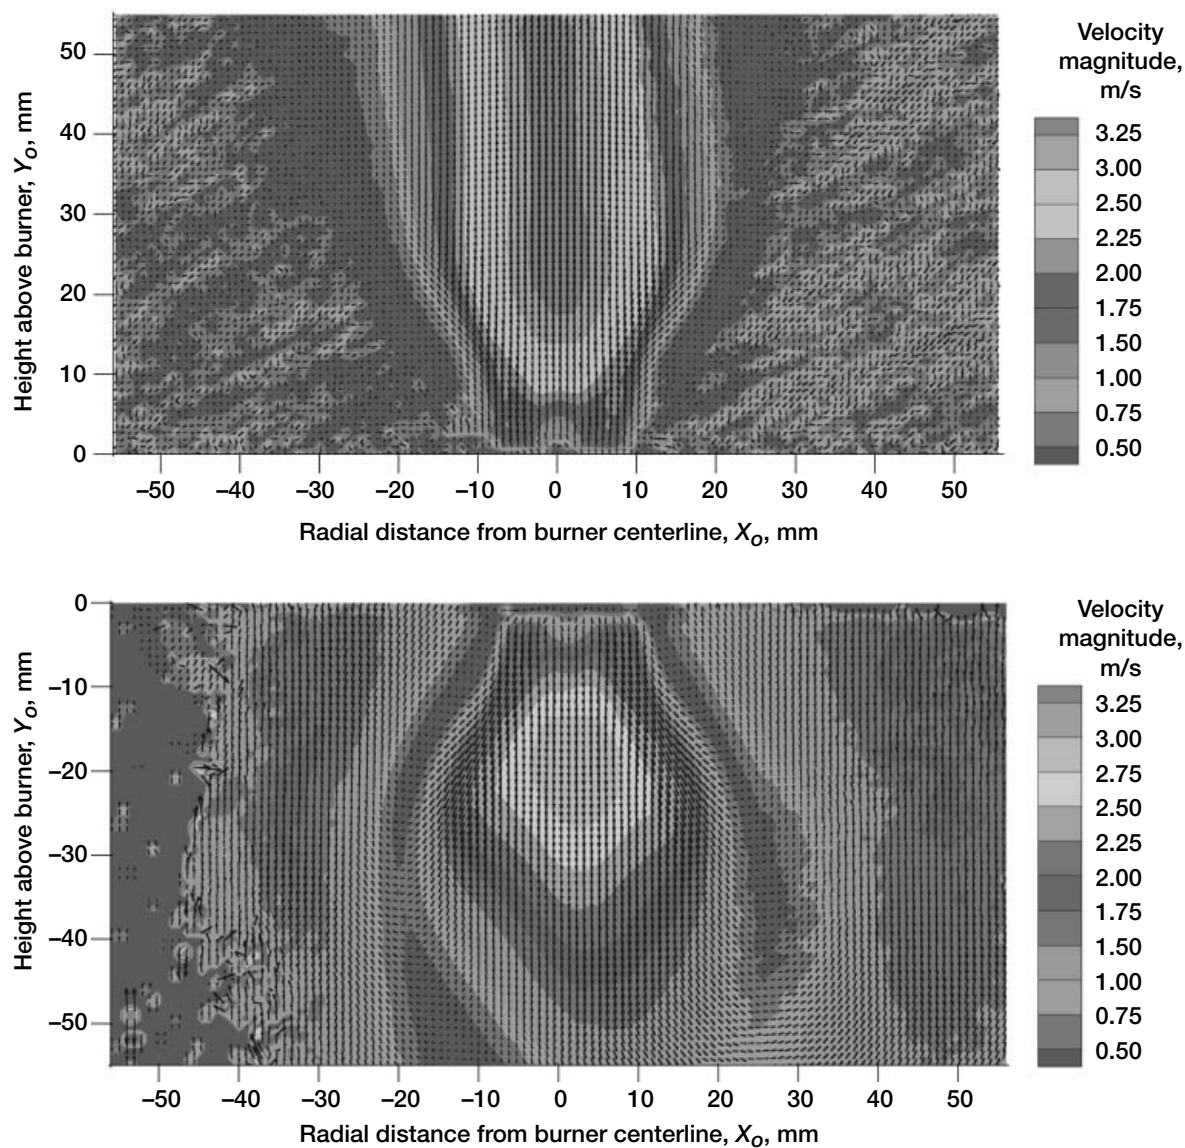 50
40
30
20
10
0
Height above burner, Yo, mm
–50 –40 –30 –20 –10 0 10 20 30 40 50
Radial distance from burner centerline, Xo, mm
Velocity
magnitude,
m/s
3.25
3.00
2.50
2.25
2.00
1.75
1.50
1.00
0.75
0.50
0
–10
–20
–30
–40
–50
Height above burner, Yo, mm
–50 –40 –30 –20 –10 0 10 20 30 40 50
Radial distance from burner centerline, Xo, mm
Velocity
magnitude,
m/s
3.25
3.00
2.75
2.50
2.25
2.00
1.75
1.50
1.00
0.75
0.50